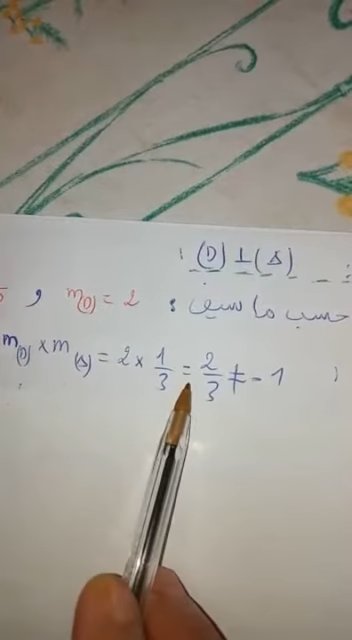 (D) ⊥ (Δ) :
حسب ما سبق : m(D) = 2 و
m(D) × m(Δ) = 2 × 1/3 = 2/3 ≠ -1